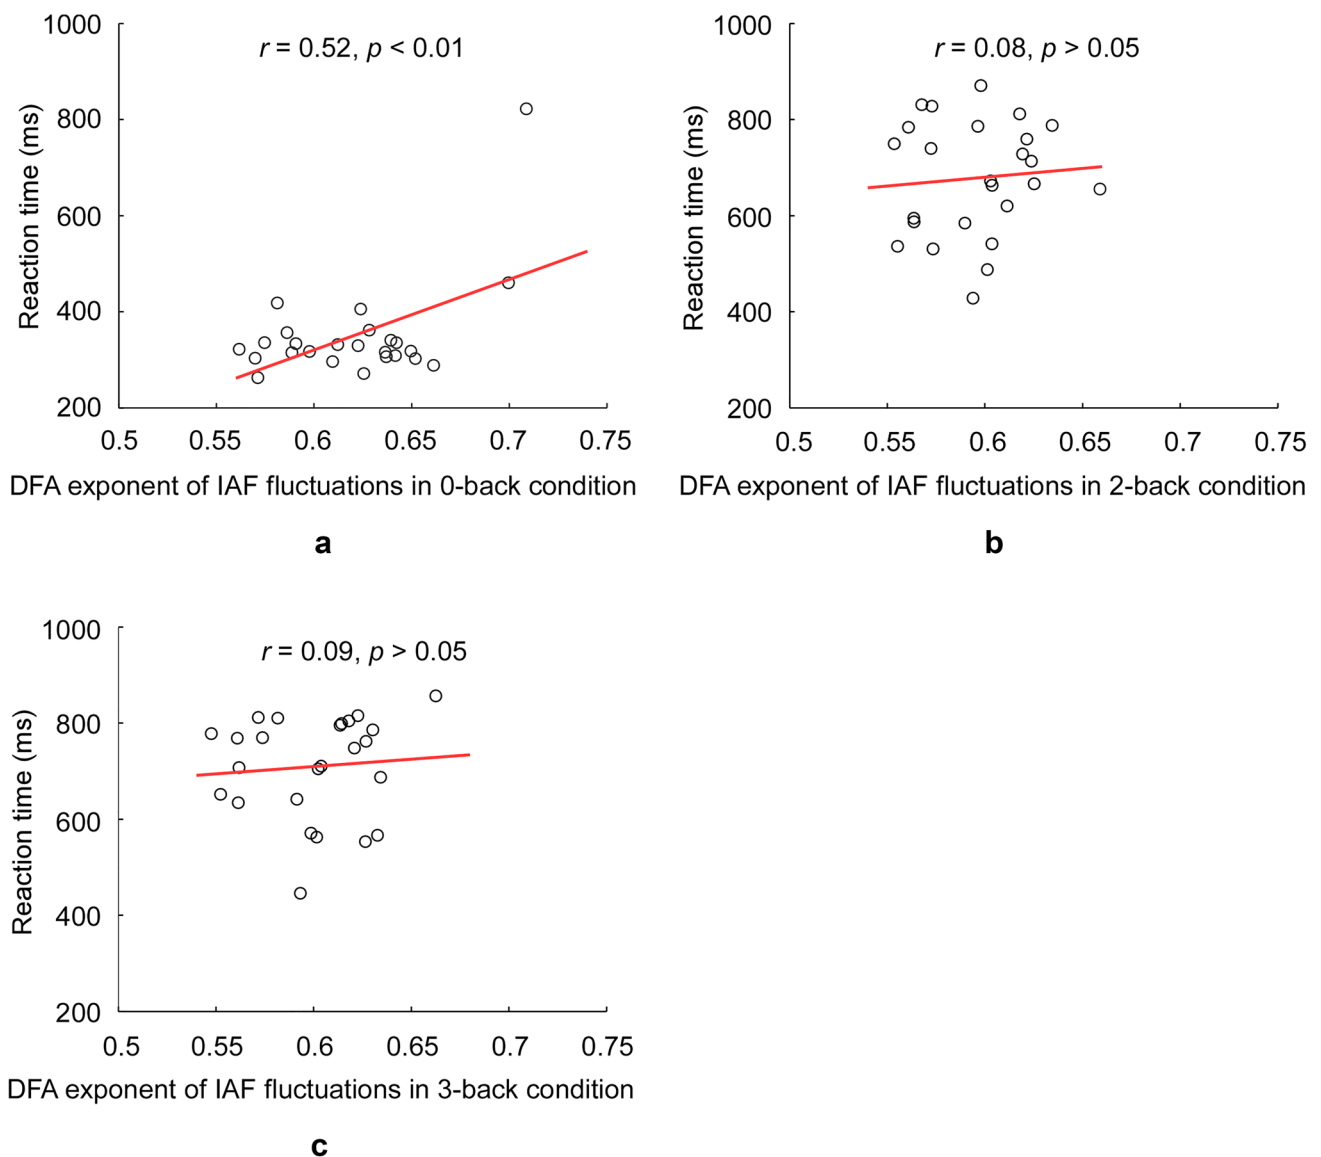 r = 0.52, p < 0.01
1000
800
600
400
200
Reaction time (ms)
0.5 0.55 0.6 0.65 0.7 0.75
DFA exponent of IAF fluctuations in 0-back condition
a
r = 0.08, p > 0.05
1000
800
600
400
200
Reaction time (ms)
0.5 0.55 0.6 0.65 0.7 0.75
DFA exponent of IAF fluctuations in 2-back condition
b
r = 0.09, p > 0.05
1000
800
600
400
200
Reaction time (ms)
0.5 0.55 0.6 0.65 0.7 0.75
DFA exponent of IAF fluctuations in 3-back condition
c